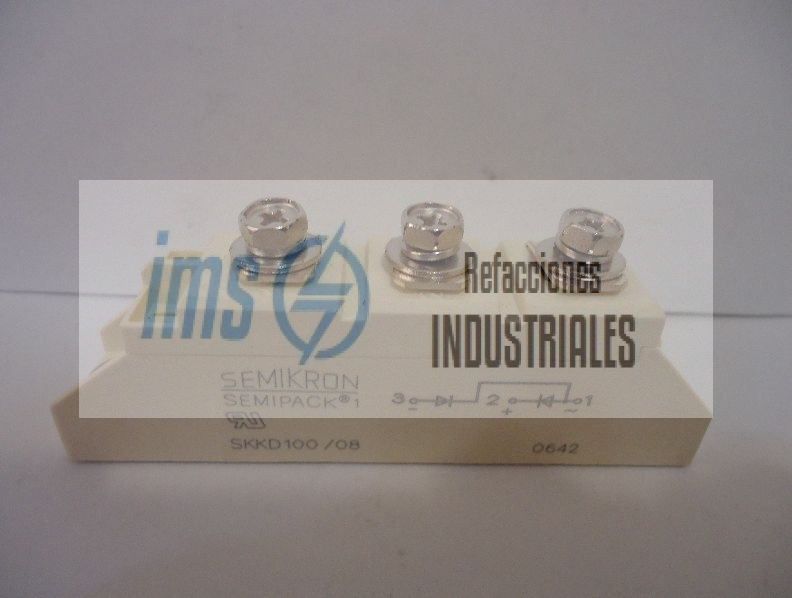 ims
Refacciones
INDUSTRIALES
SEMIKRON
SEMIPACK® 1
3 2 1
- + ~
SKKD100/08
0642